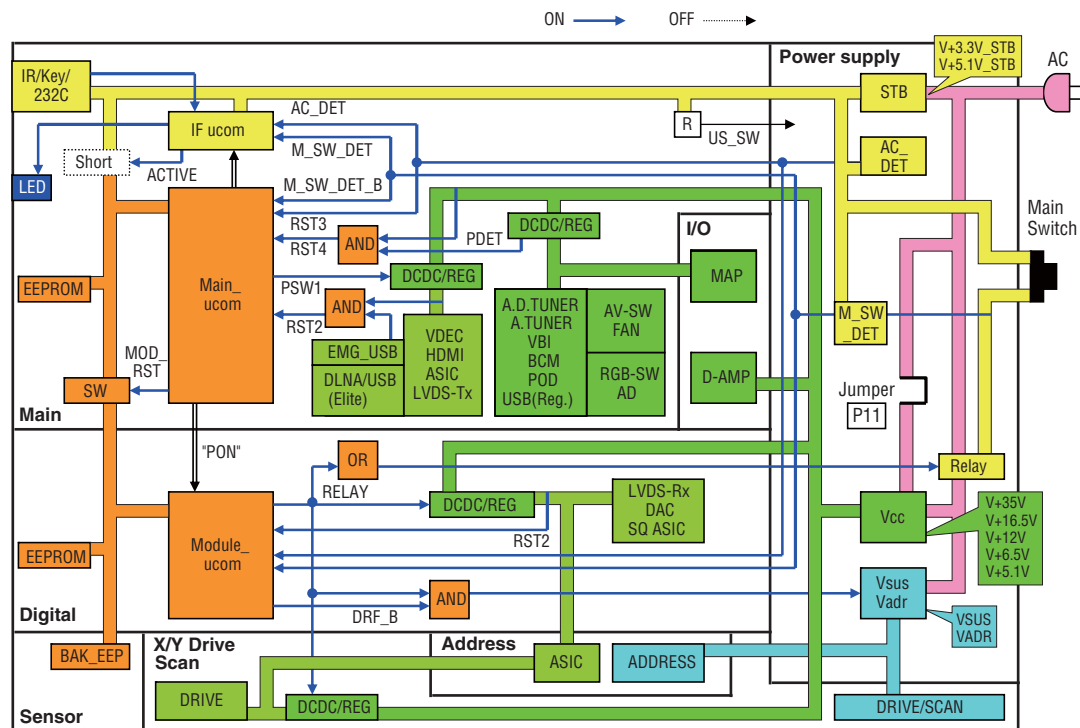 ON
OFF
IR/Key/
232C
Power supply
V+3.3V_STB
V+5.1V_STB
AC
STB
AC_DET
IF ucom
R
US_SW
M_SW_DET
Short
ACTIVE
AC_
DET
LED
M_SW_DET_B
Main
Switch
RST3
RST4
AND
PDET
DCDC/REG
I/O
Main_
ucom
DCDC/REG
MAP
EEPROM
PSW1
AND
RST2
A.D.TUNER
A.TUNER
VBI
BCM
POD
USB(Reg.)
AV-SW
FAN
M_SW
_DET
VDEC
HDMI
ASIC
LVDS-Tx
EMG_USB
DLNA/USB
(Elite)
MOD_
RST
SW
RGB-SW
AD
D-AMP
Jumper
P11
Main
"PON"
OR
Relay
RELAY
DCDC/REG
LVDS-Rx
DAC
SQ ASIC
Vcc
V+35V
V+16.5V
V+12V
V+6.5V
V+5.1V
RST2
Module_
ucom
EEPROM
AND
DRF_B
Vsus
Vadr
VSUS
VADR
Digital
BAK_EEP
X/Y Drive
Scan
Address
ASIC
ADDRESS
DRIVE
DCDC/REG
DRIVE/SCAN
Sensor